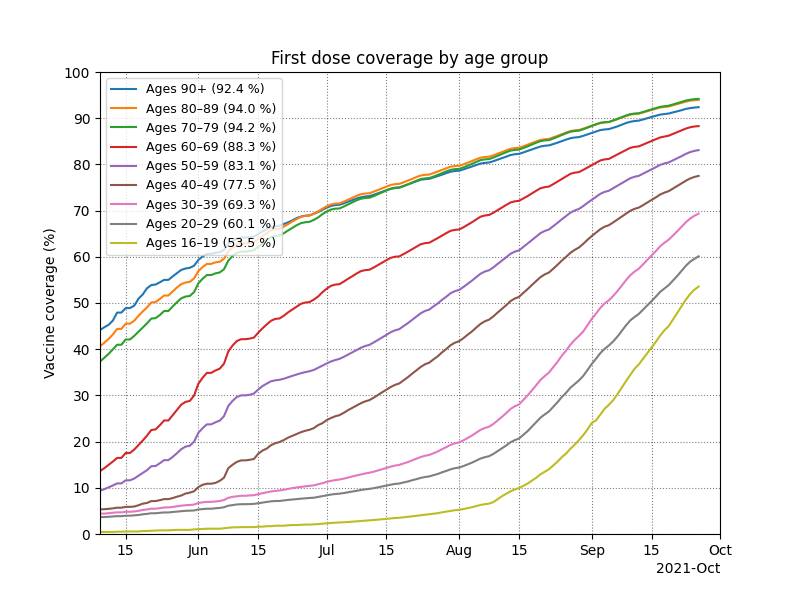 First dose coverage by age group
Vaccine coverage (%)
100
90
80
70
60
50
40
30
20
10
0
Ages 90+ (92.4 %)
Ages 80–89 (94.0 %)
Ages 70–79 (94.2 %)
Ages 60–69 (88.3 %)
Ages 50–59 (83.1 %)
Ages 40–49 (77.5 %)
Ages 30–39 (69.3 %)
Ages 20–29 (60.1 %)
Ages 16–19 (53.5 %)
15 Jun 15 Jul 15 Aug 15 Sep 15 Oct
2021-Oct